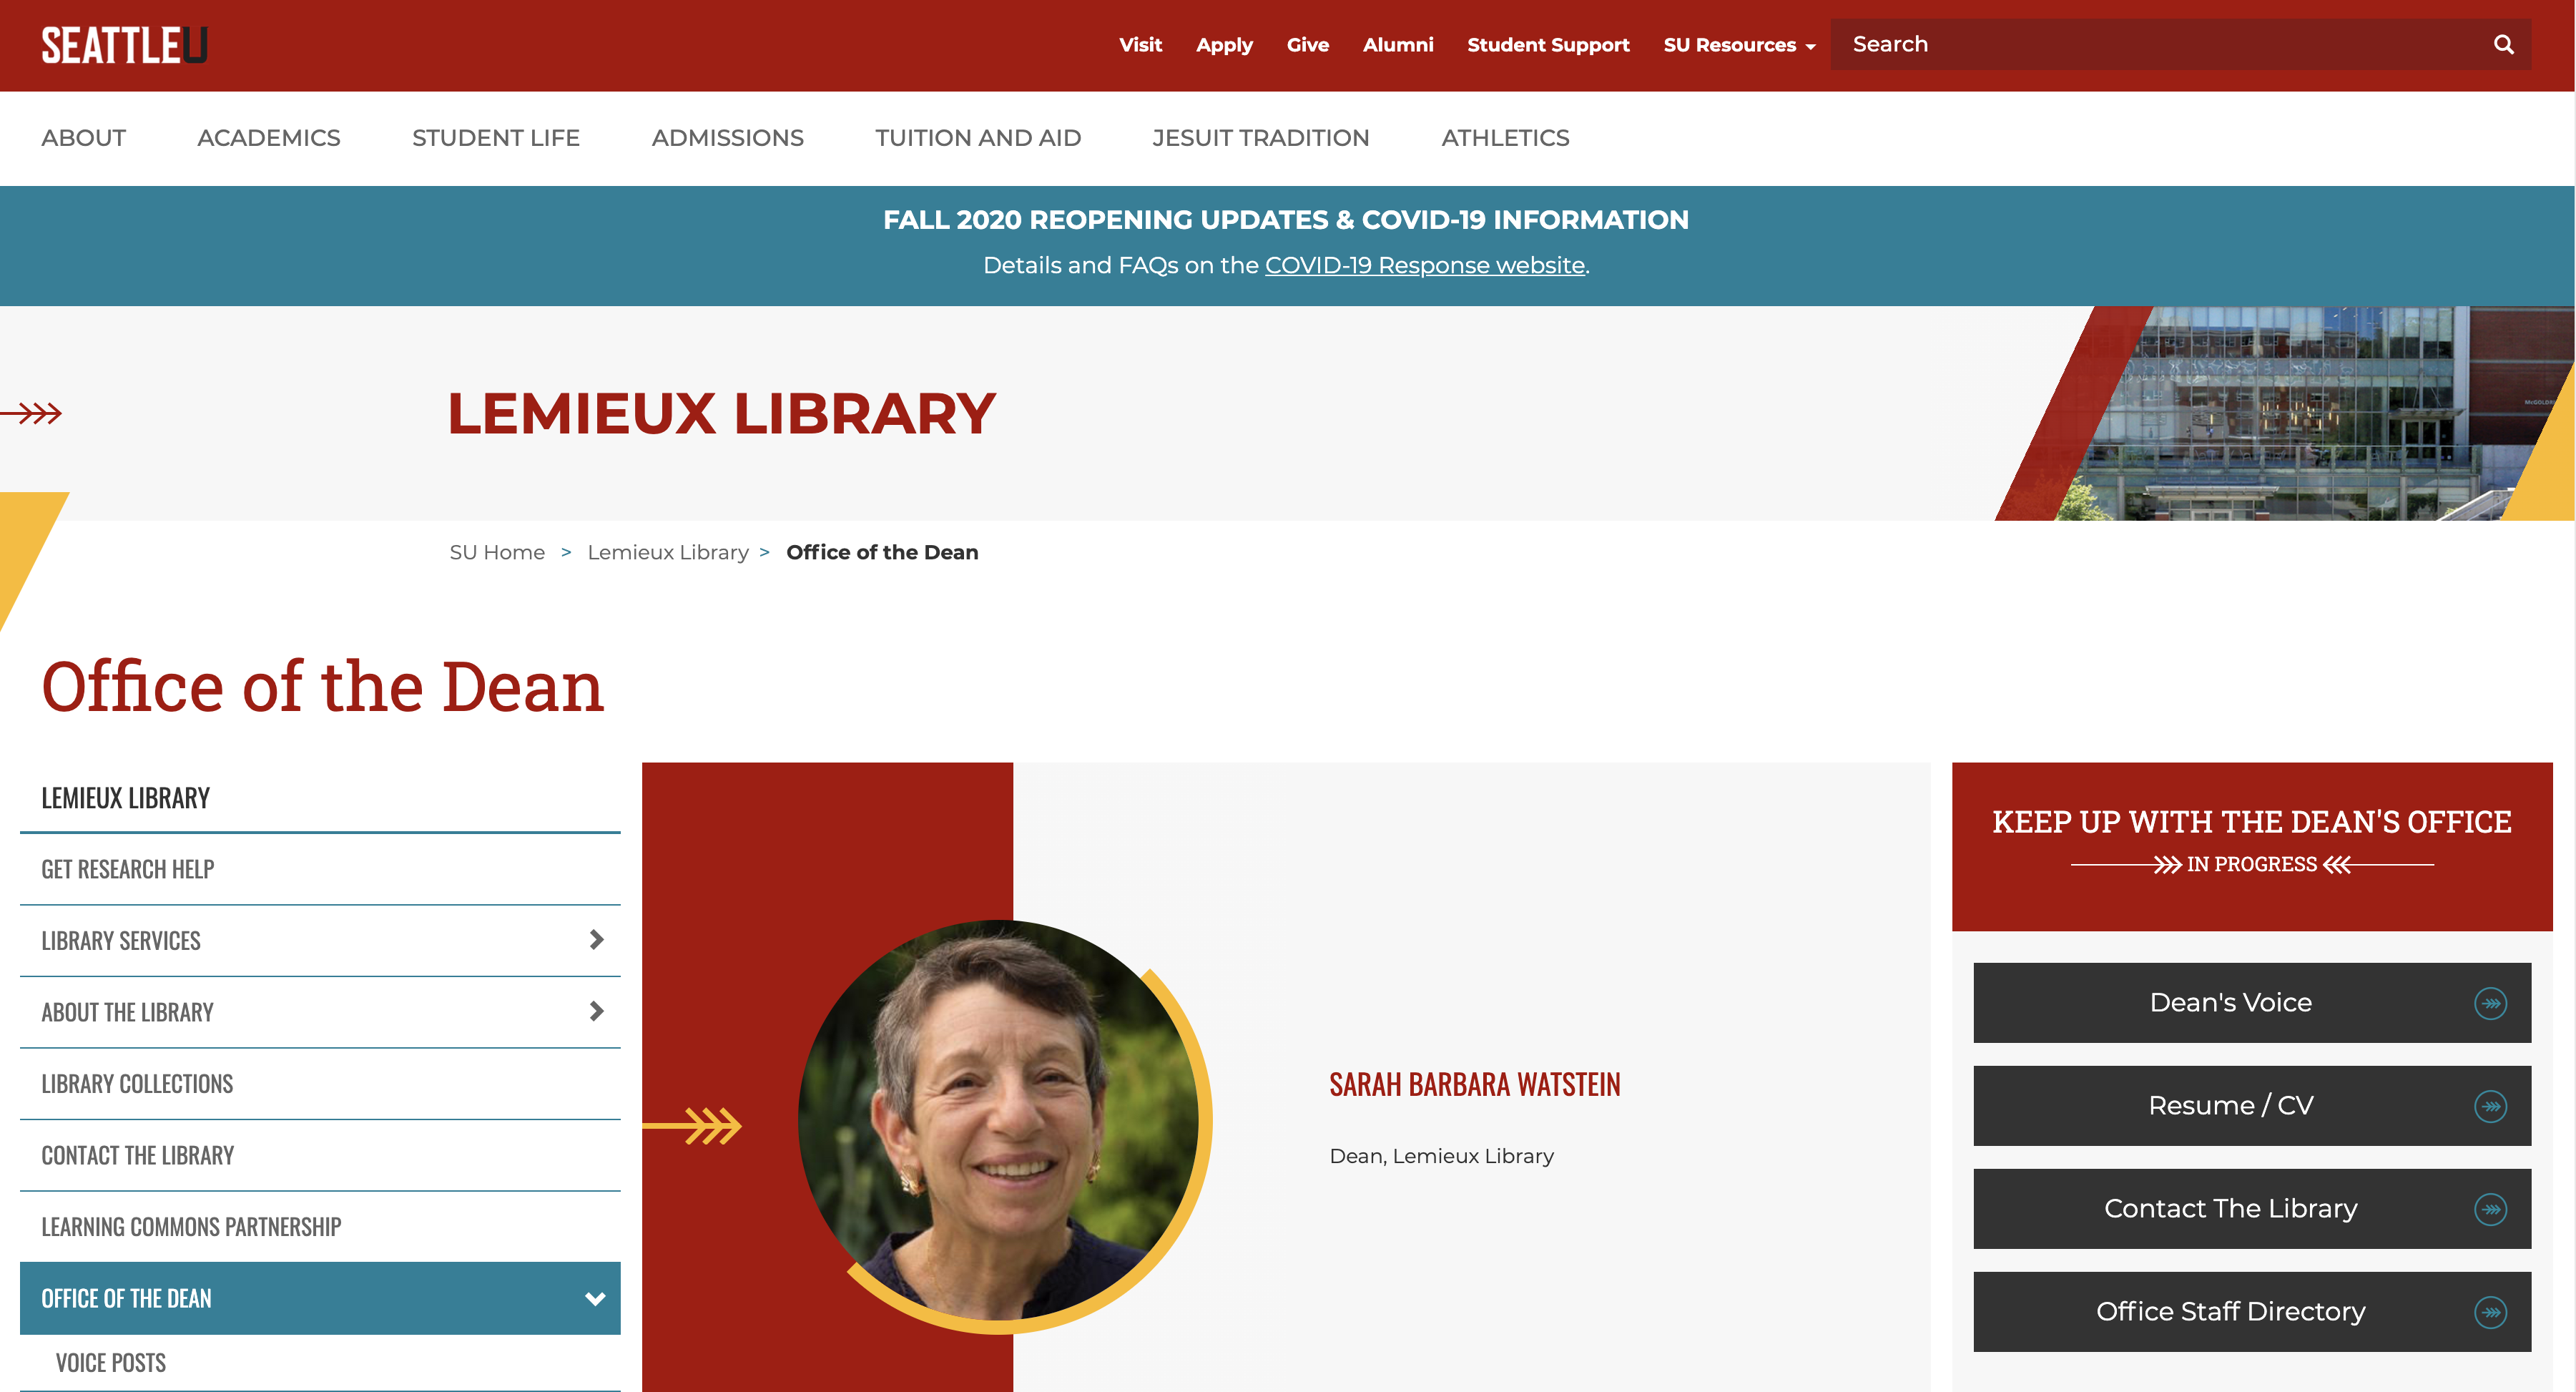 SEATTLEU
Visit Apply Give Alumni Student Support SU Resources Search
ABOUT ACADEMICS STUDENT LIFE ADMISSIONS TUITION AND AID JESUIT TRADITION ATHLETICS
FALL 2020 REOPENING UPDATES & COVID-19 INFORMATION
Details and FAQs on the COVID-19 Response website.
LEMIEUX LIBRARY
SU Home > Lemieux Library > Office of the Dean
Office of the Dean
LEMIEUX LIBRARY
GET RESEARCH HELP
LIBRARY SERVICES
ABOUT THE LIBRARY
LIBRARY COLLECTIONS
CONTACT THE LIBRARY
LEARNING COMMONS PARTNERSHIP
OFFICE OF THE DEAN
VOICE POSTS
SARAH BARBARA WATSTEIN
Dean, Lemieux Library
KEEP UP WITH THE DEAN'S OFFICE
IN PROGRESS
Dean's Voice
Resume / CV
Contact The Library
Office Staff Directory